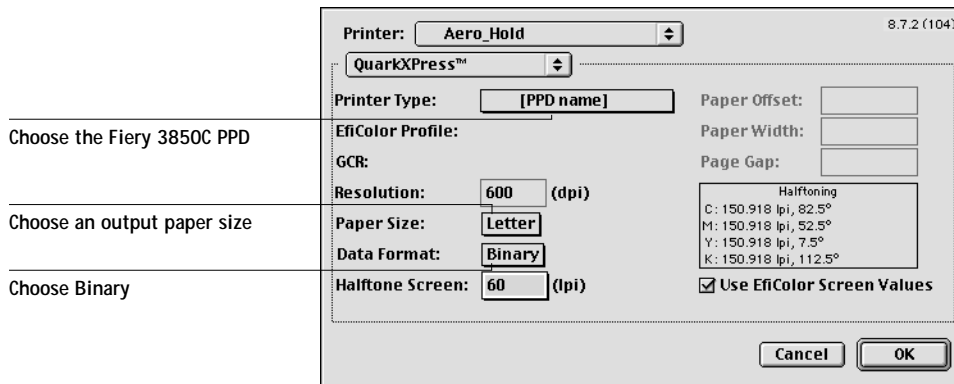 Printer: Aero_Hold
8.7.2 (104)
QuarkXPress™
Printer Type: [PPD name]
Paper Offset:
Choose the Fiery 3850C PPD
EfiColor Profile:
Paper Width:
GCR:
Page Gap:
Resolution: 600 (dpi)
Halftoning
C: 150.918 lpi, 82.5°
M: 150.918 lpi, 52.5°
Y: 150.918 lpi, 7.5°
K: 150.918 lpi, 112.5°
Choose an output paper size
Paper Size: Letter
Data Format: Binary
Choose Binary
Halftone Screen: 60 (lpi)
Use EfiColor Screen Values
Cancel
OK